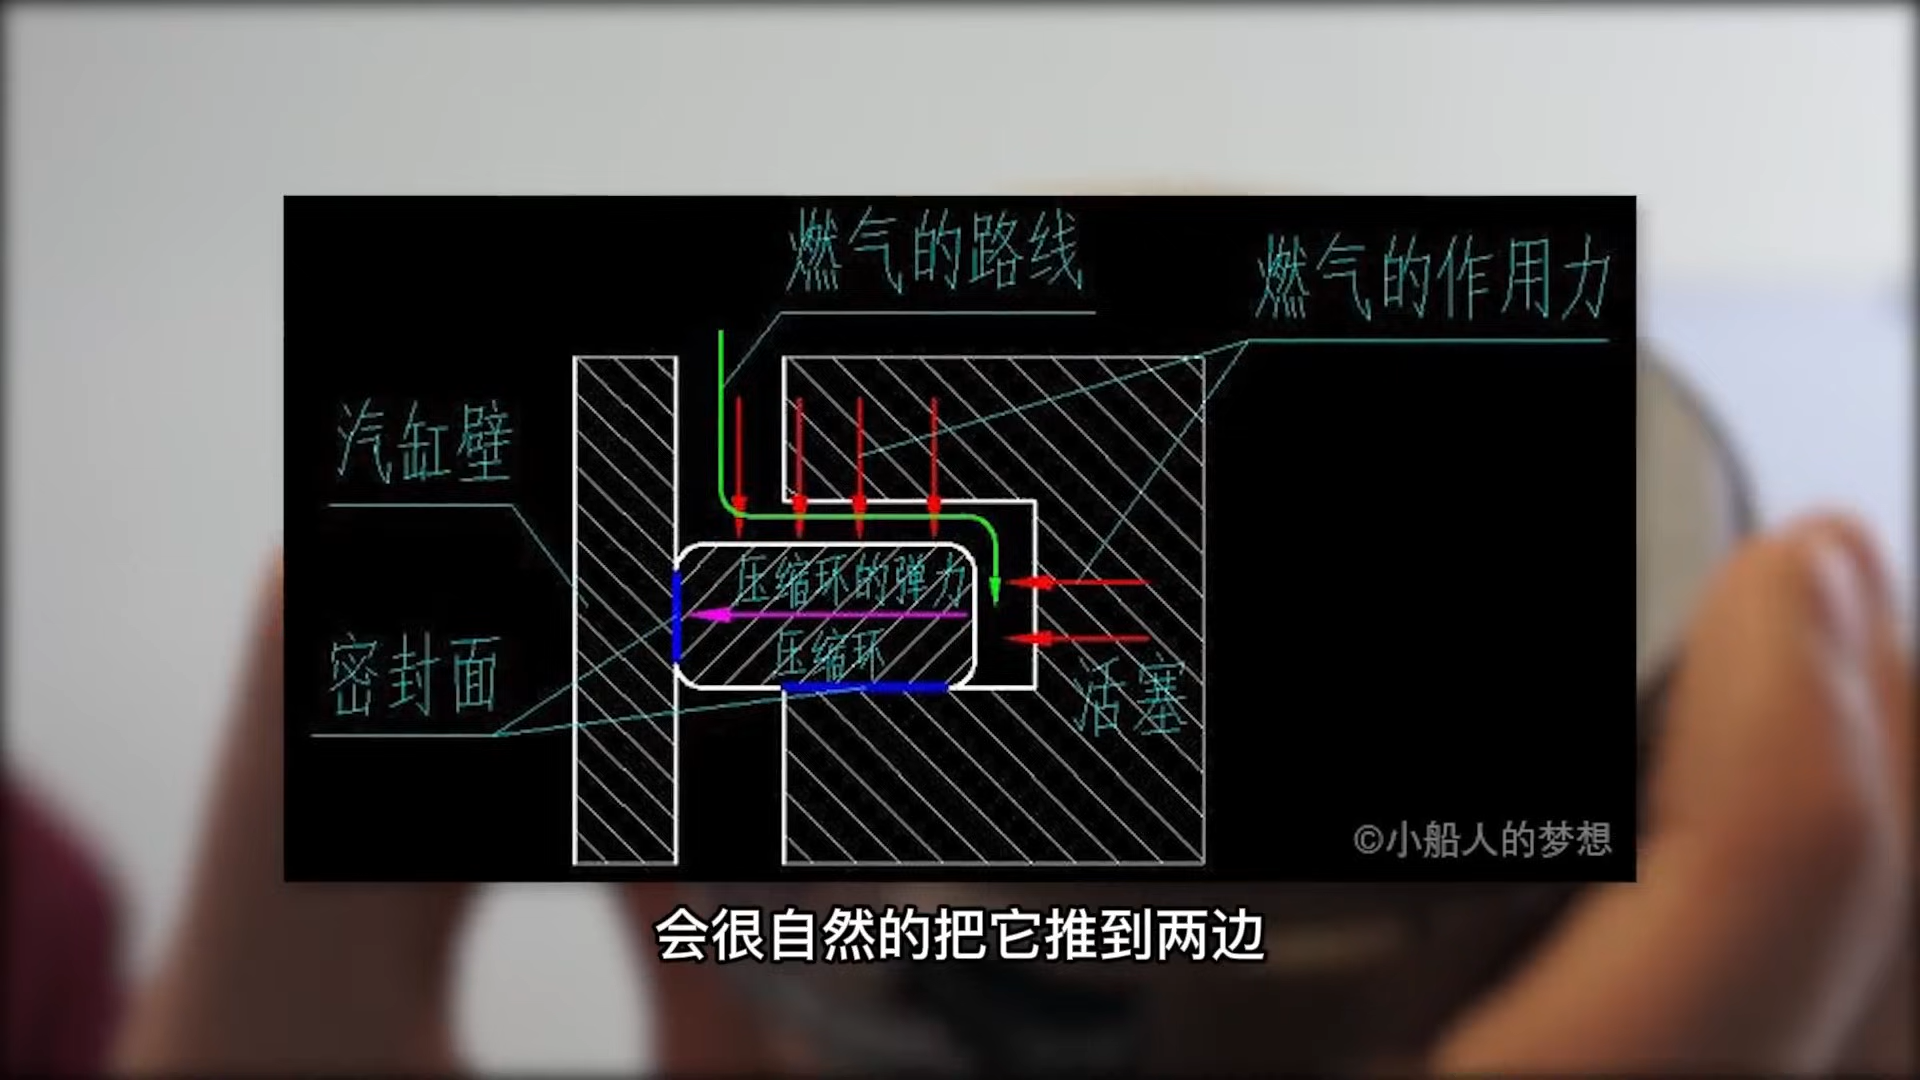 燃气的路线
燃气的作用力
汽缸壁
压缩环的弹力
压缩环
密封面
活塞
©小船人的梦想
会很自然的把它推到两边